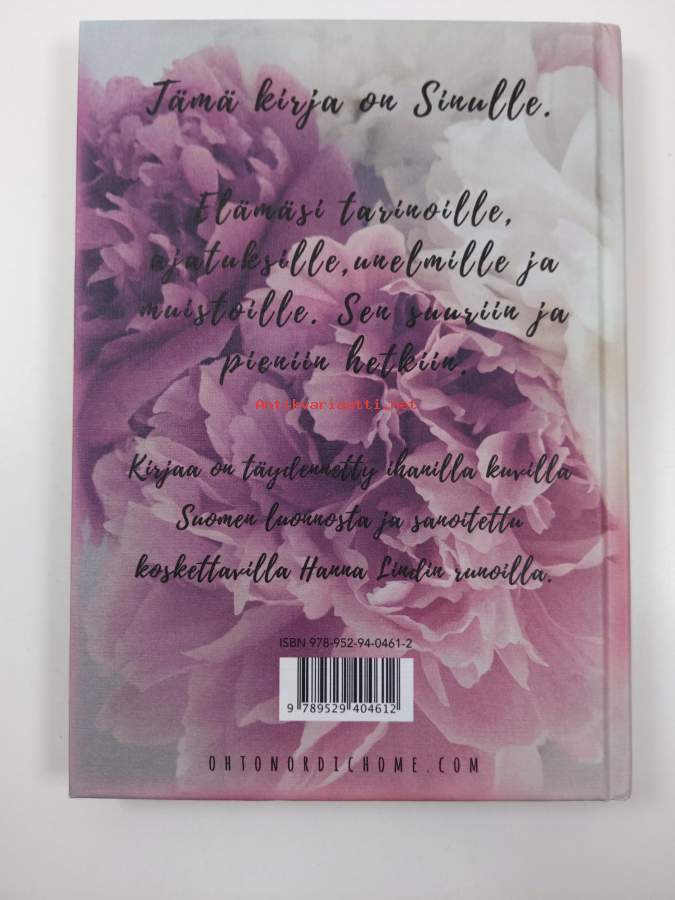 Tämä kirja on Sinulle.
Elämäsi tarinoille,
ajatuksille, unelmille ja
muistoille. Sen suuriin ja
pieniin hetkiin.
Antikvariaatti.net
Kirjaa on täydennetty ihanilla kuvilla
Suomen luonnosta ja sanoitettu
koskettavilla Hanna Lindin runoilla.
ISBN 978-952-94-0461-2
9 789529 404612
OHTONORDICHOME.COM